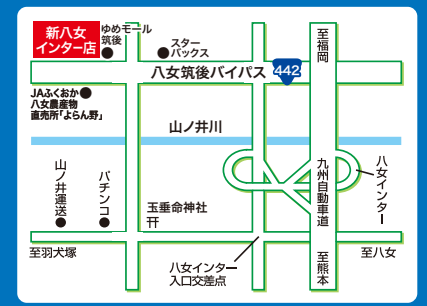 新八女
インター店
ゆめモール
筑後
スター
バックス
至福岡
八女筑後バイパス
442
JAふくおか
八女農産物
直売所「よらん野」
山ノ井川
山ノ井運送
パチンコ
玉垂命神社
九州自動車道
八女インター
至羽犬塚
八女インター
入口交差点
至熊本
至八女